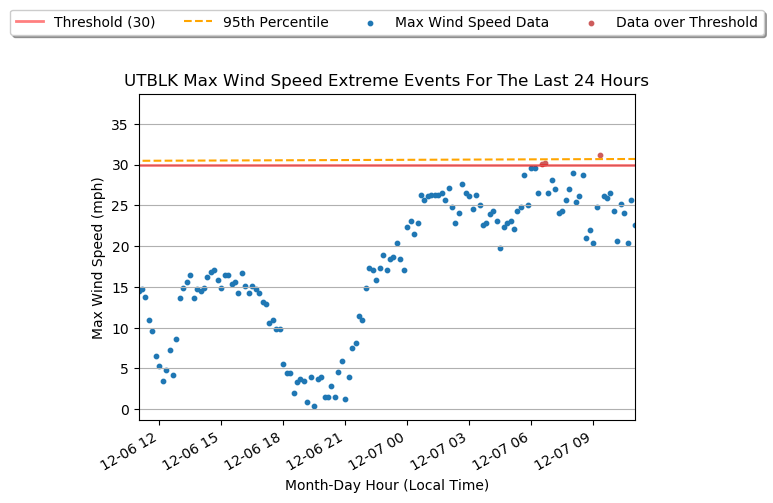 Threshold (30) 95th Percentile Max Wind Speed Data Data over Threshold
UTBLK Max Wind Speed Extreme Events For The Last 24 Hours
35
30
25
20
15
10
5
0
Max Wind Speed (mph)
12-06 12 12-06 15 12-06 18 12-06 21 12-07 00 12-07 03 12-07 06 12-07 09
Month-Day Hour (Local Time)